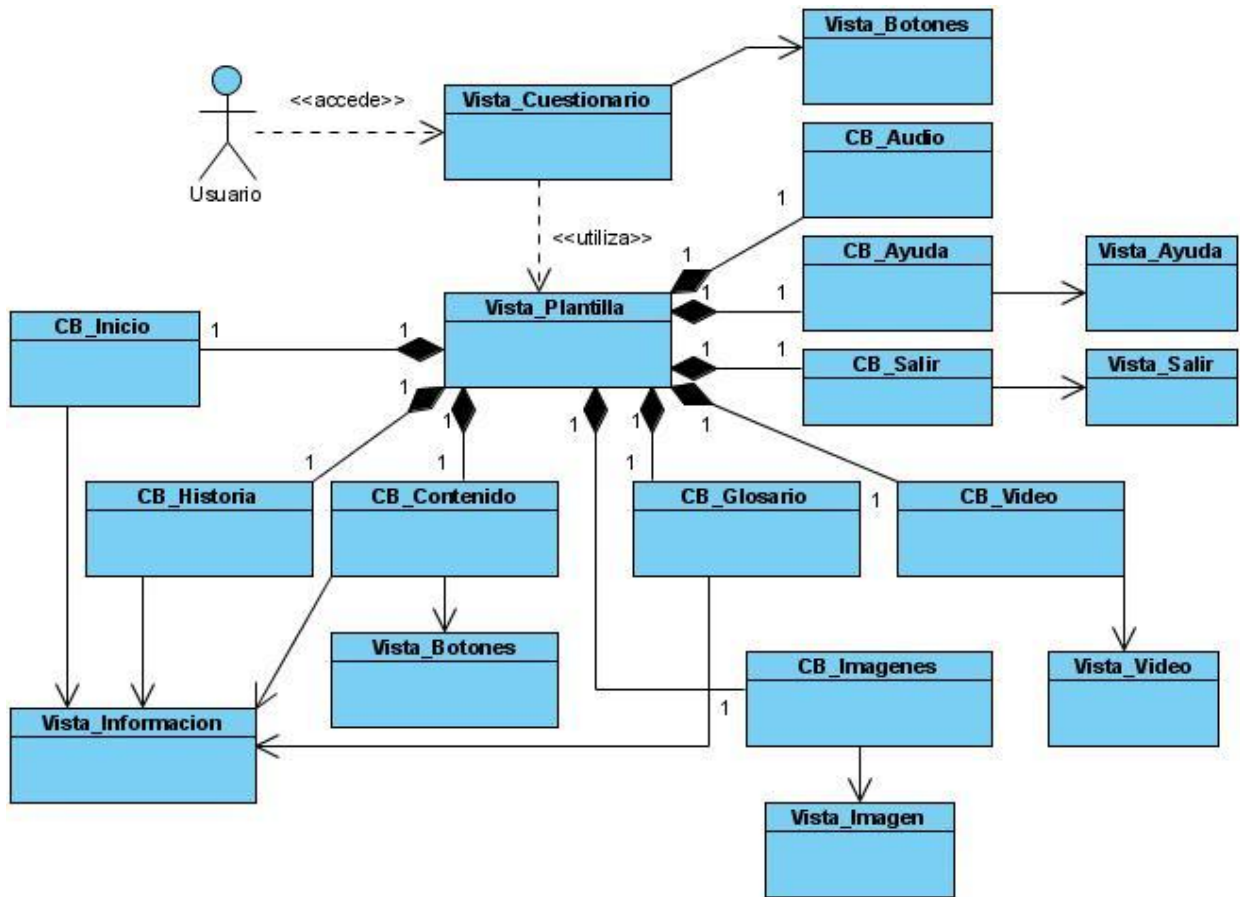 Vista_Botones
<<accede>>
Vista_Cuestionario
Usuario
CB_Audio
1
<<utiliza>>
1
CB_Ayuda
Vista_Ayuda
1
1
Vista_Plantilla
CB_Inicio
1
1
1
1
CB_Salir
Vista_Salir
1
1
1
1
1
1
1
1
CB_Historia
CB_Contenido
CB_Glosario
CB_Video
1
Vista_Botones
CB_Imagenes
Vista_Video
1
Vista_Informacion
Vista_Imagen